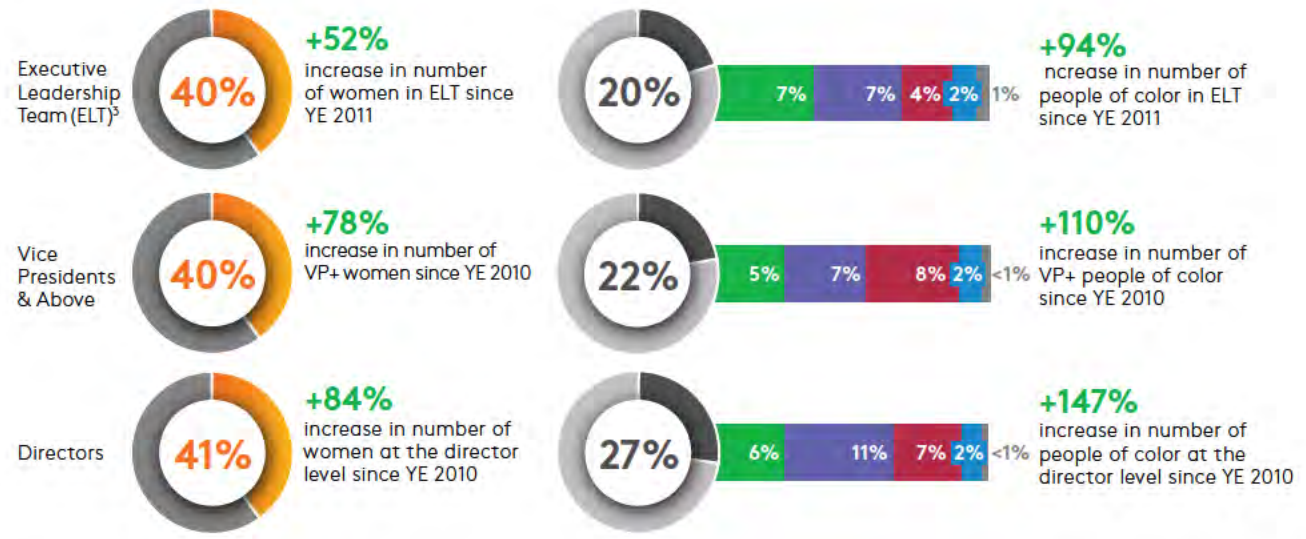 Executive
Leadership
Team (ELT)³
40%
+52%
increase in number
of women in ELT since
YE 2011
20%
7% 7% 4% 2% 1%
+94%
ncrease in number of
people of color in ELT
since YE 2011
Vice
Presidents
& Above
40%
+78%
increase in number of
VP+ women since YE 2010
22%
5% 7% 8% 2% <1%
+110%
increase in number of
VP+ people of color
since YE 2010
Directors
41%
+84%
increase in number of
women at the director
level since YE 2010
27%
6% 11% 7% 2% <1%
+147%
increase in number of
people of color at the
director level since YE 2010